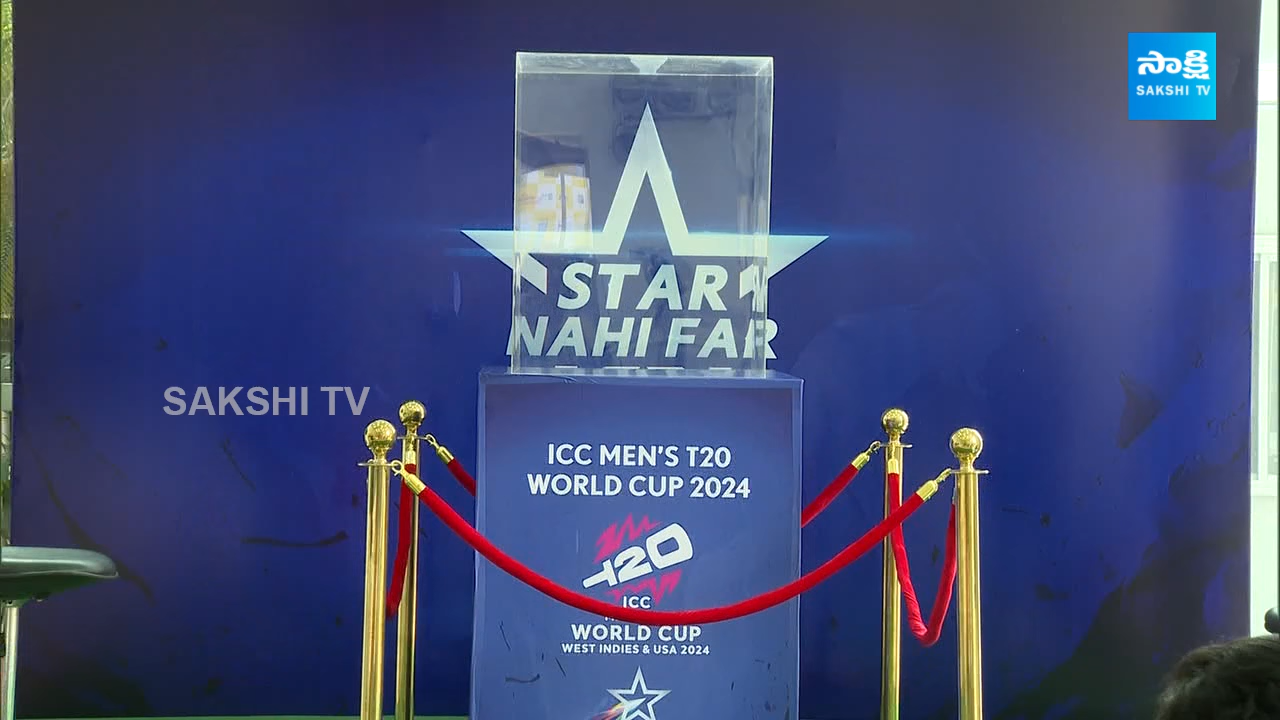 సాక్షి
SAKSHI TV
STAR
NAHI FAR
SAKSHI TV
ICC MEN'S T20
WORLD CUP 2024
T20
ICC
WORLD CUP
WEST INDIES & USA 2024